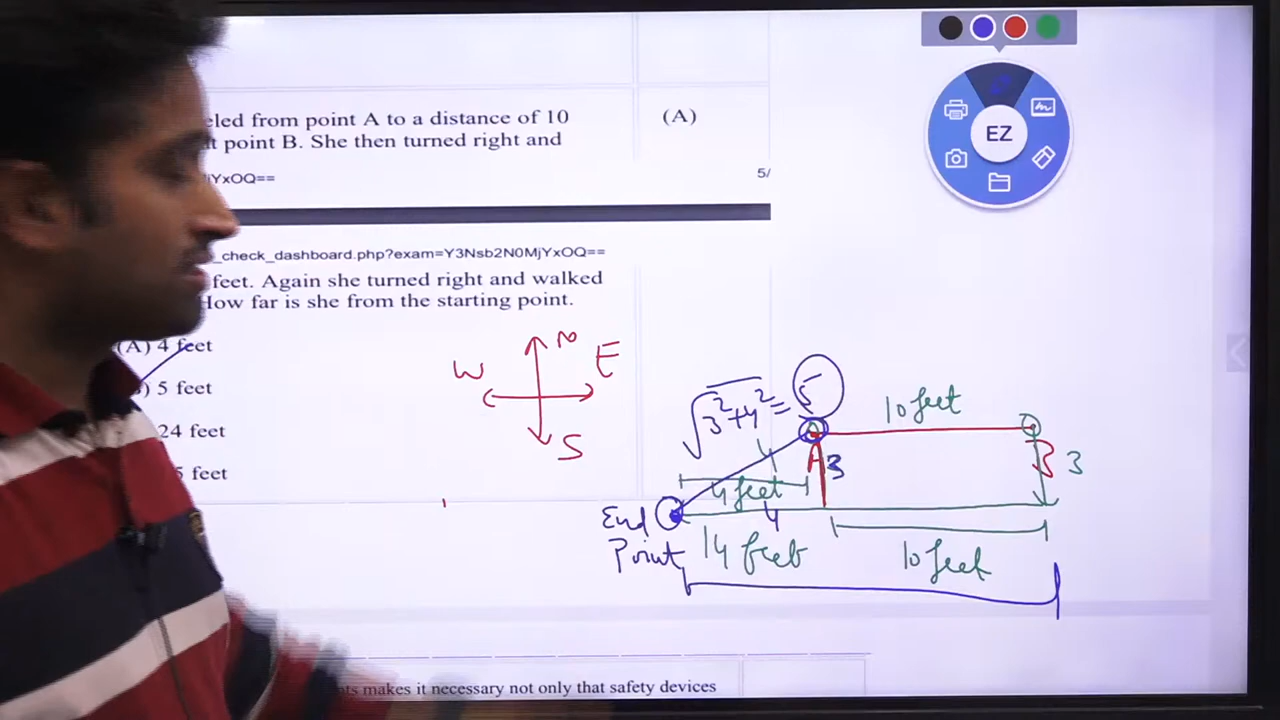 EZ
eled from point A to a distance of 10
(A)
t point B. She then turned right and
YxOQ==
5/
_check_dashboard.php?exam=Y3Nsb2N0MjYxOQ==
feet. Again she turned right and walked
How far is she from the starting point.
(A) 4 feet
) 5 feet
24 feet
5 feet
N
W
E
S
√3²+4² = 5
10 feet
A
3
B
3
4
4 feet
4
End
Point
14 feet
10 feet
ts makes it necessary not only that safety devices